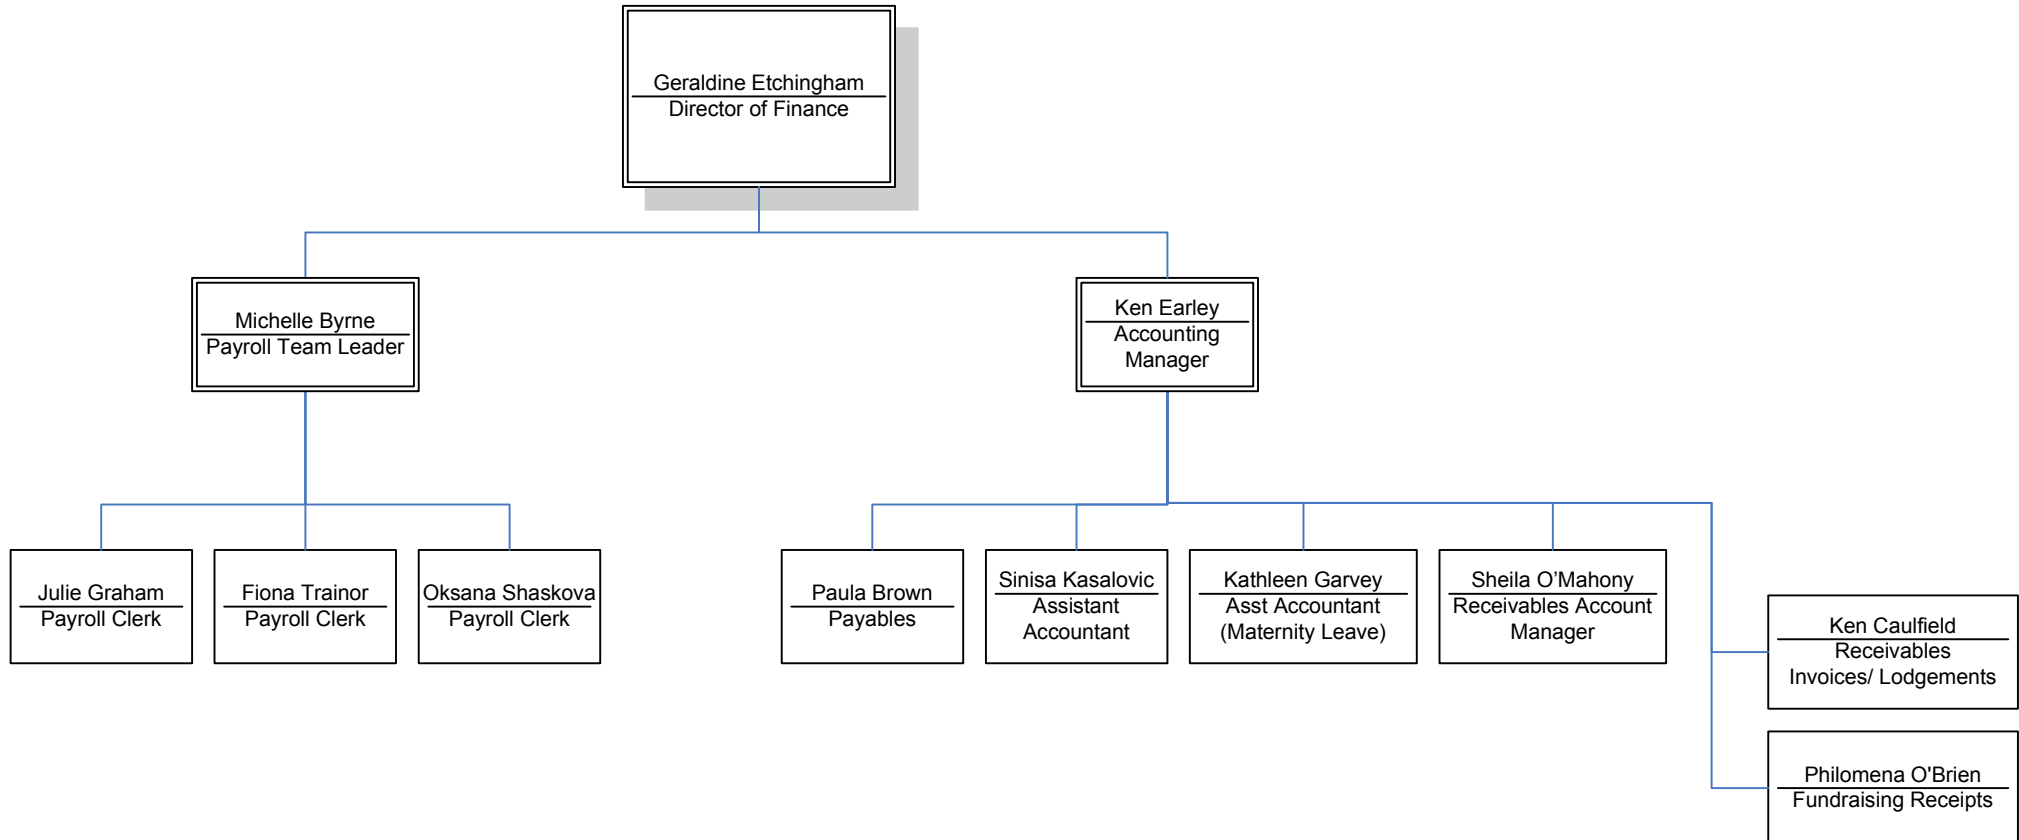 Geraldine Etchingham
Director of Finance
Michelle Byrne
Payroll Team Leader
Ken Earley
Accounting
Manager
Julie Graham
Payroll Clerk
Fiona Trainor
Payroll Clerk
Oksana Shaskova
Payroll Clerk
Paula Brown
Payables
Sinisa Kasalovic
Assistant
Accountant
Kathleen Garvey
Asst Accountant
(Maternity Leave)
Sheila O’Mahony
Receivables Account
Manager
Ken Caulfield
Receivables
Invoices/ Lodgements
Philomena O'Brien
Fundraising Receipts